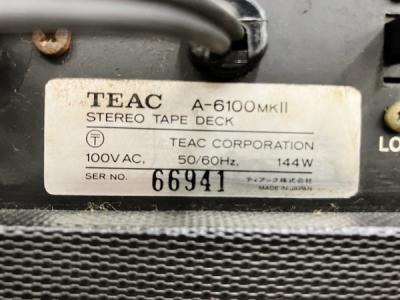 TEAC A-6100MKII
STEREO TAPE DECK
T TEAC CORPORATION
100V AC, 50/60Hz, 144W
SER. NO. 66941 ティアック株式会社
MADE IN JAPAN
LO